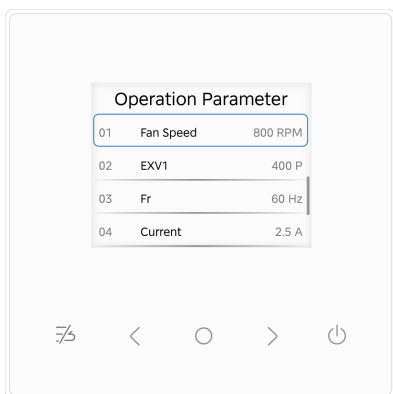 Operation Parameter
01 Fan Speed 800 RPM
02 EXV1 400 P
03 Fr 60 Hz
04 Current 2.5 A